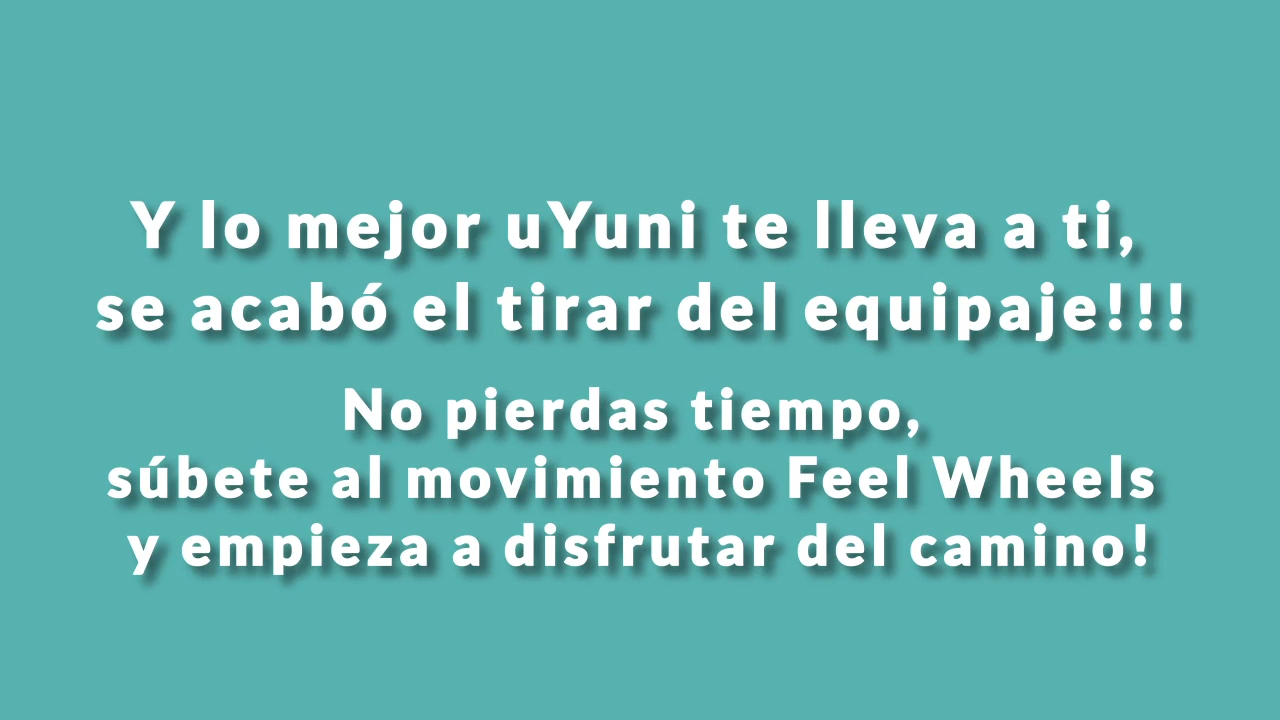 Y lo mejor uYuni te lleva a ti,
se acabó el tirar del equipaje!!!
No pierdas tiempo,
súbete al movimiento Feel Wheels
y empieza a disfrutar del camino!